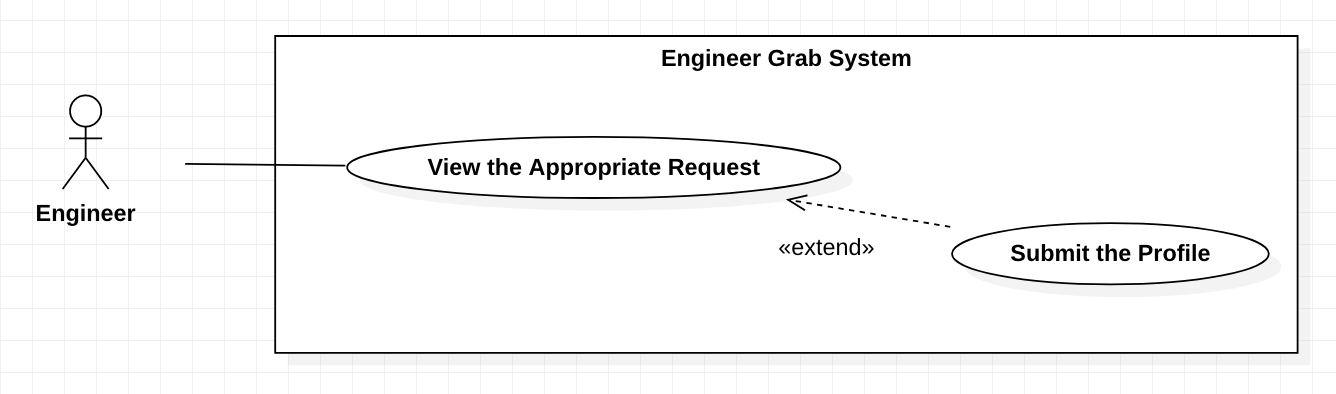 Engineer Grab System
View the Appropriate Request
Engineer
«extend»
Submit the Profile